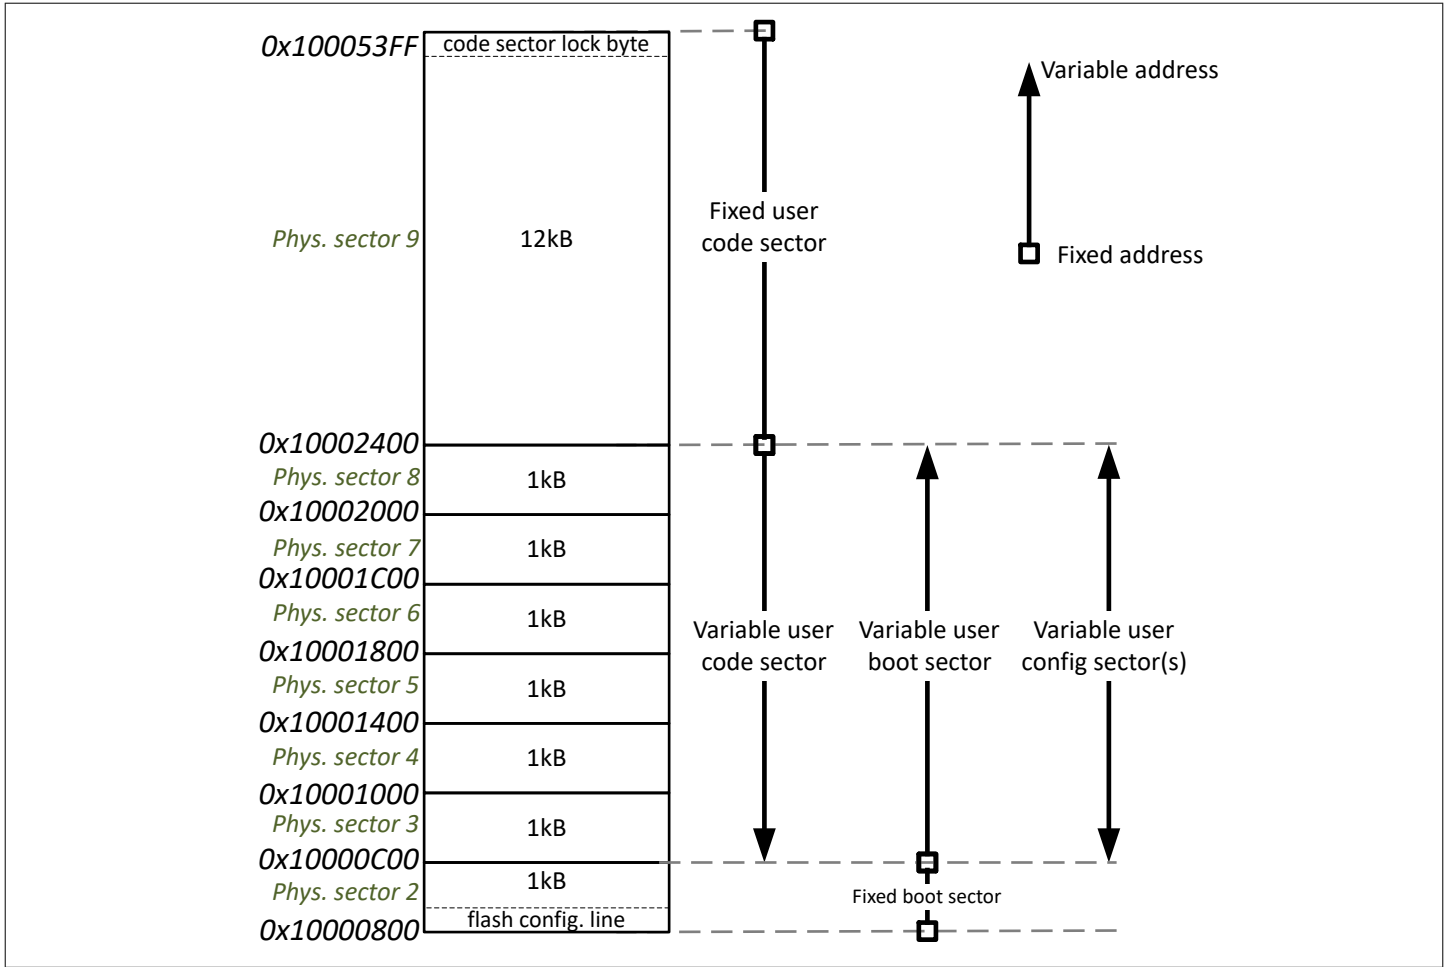 0x100053FF
code sector lock byte
Variable address
Fixed user
code sector
Phys. sector 9
12kB
Fixed address
0x10002400
Phys. sector 8
1kB
0x10002000
Phys. sector 7
1kB
0x10001C00
Phys. sector 6
1kB
Variable user
code sector
Variable user
boot sector
Variable user
config sector(s)
0x10001800
Phys. sector 5
1kB
0x10001400
Phys. sector 4
1kB
0x10001000
Phys. sector 3
1kB
0x10000C00
Phys. sector 2
1kB
Fixed boot sector
flash config. line
0x10000800